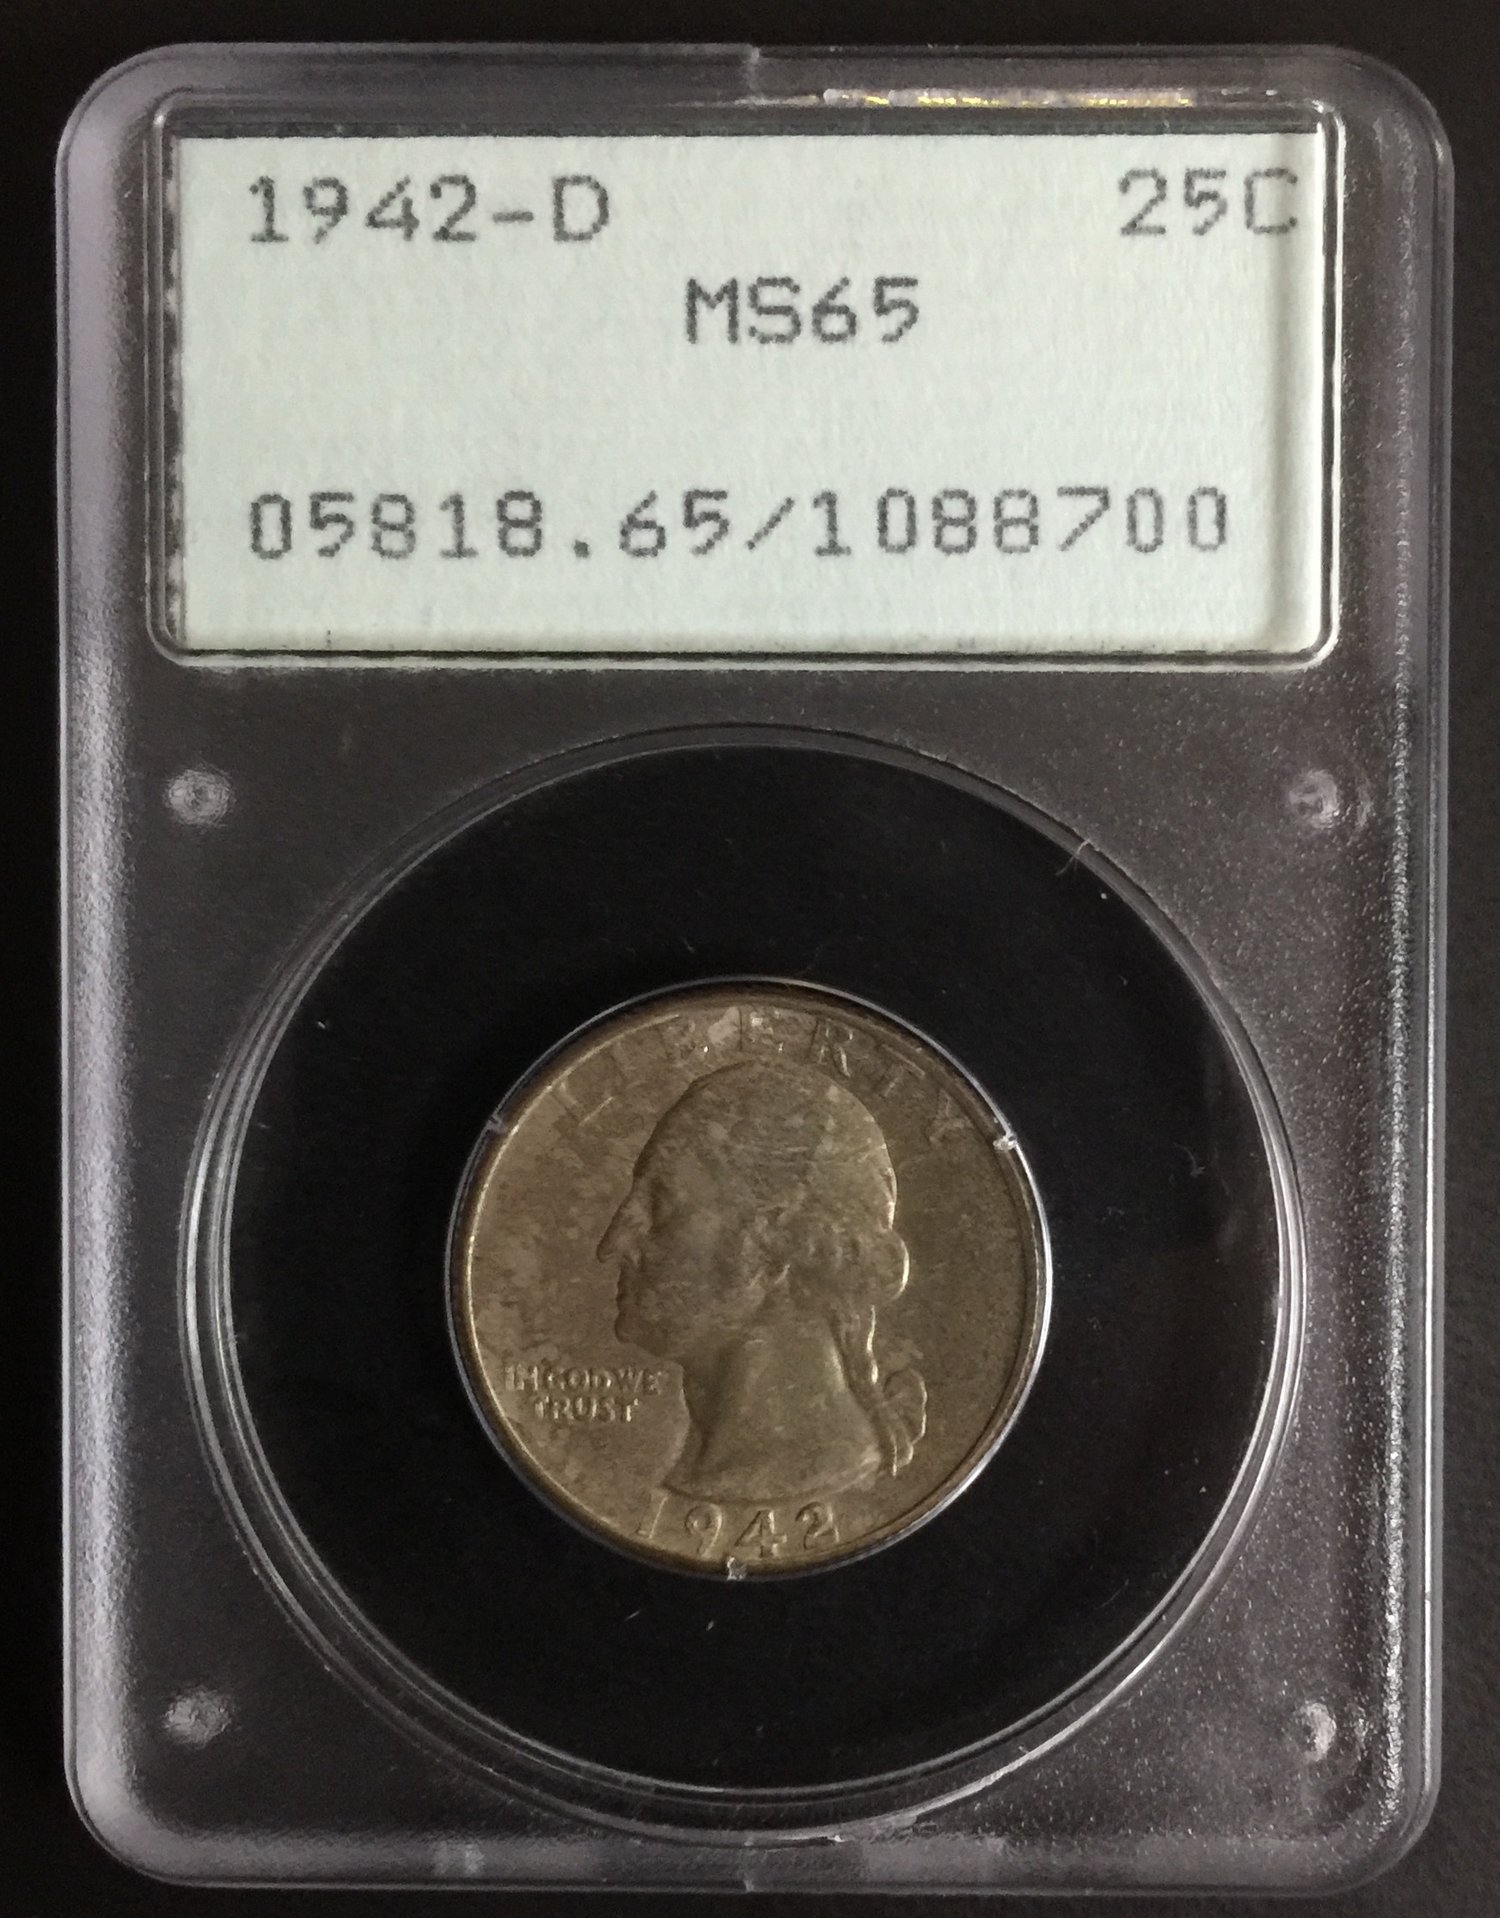 1942-D 25C
MS65
05818.65/1088700
LIBERTY
IN GOD WE
TRUST
1942